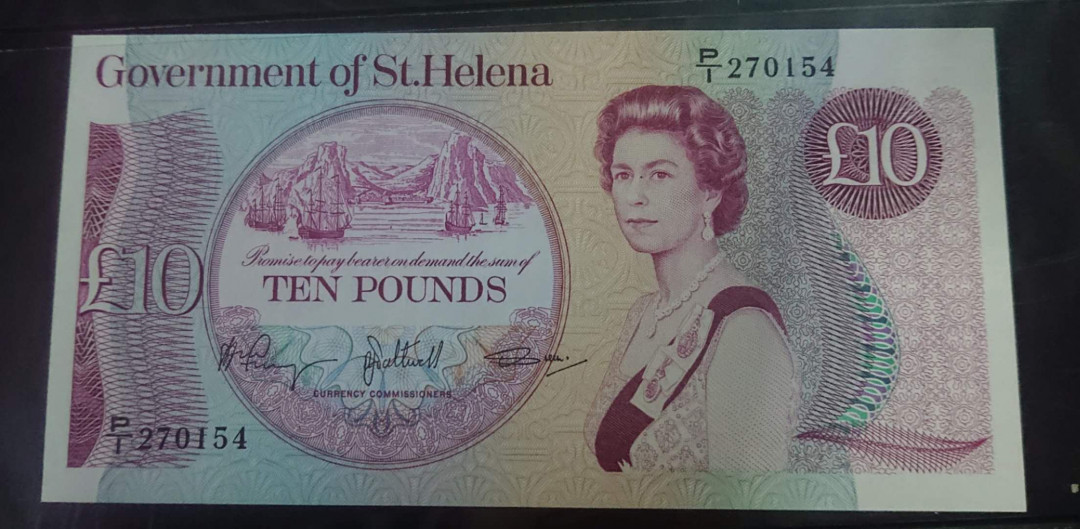 Government of St.Helena
P/1 270154
£10
Promise to pay bearer on demand the sum of
TEN POUNDS
£10
CURRENCY COMMISSIONERS
P/1 270154